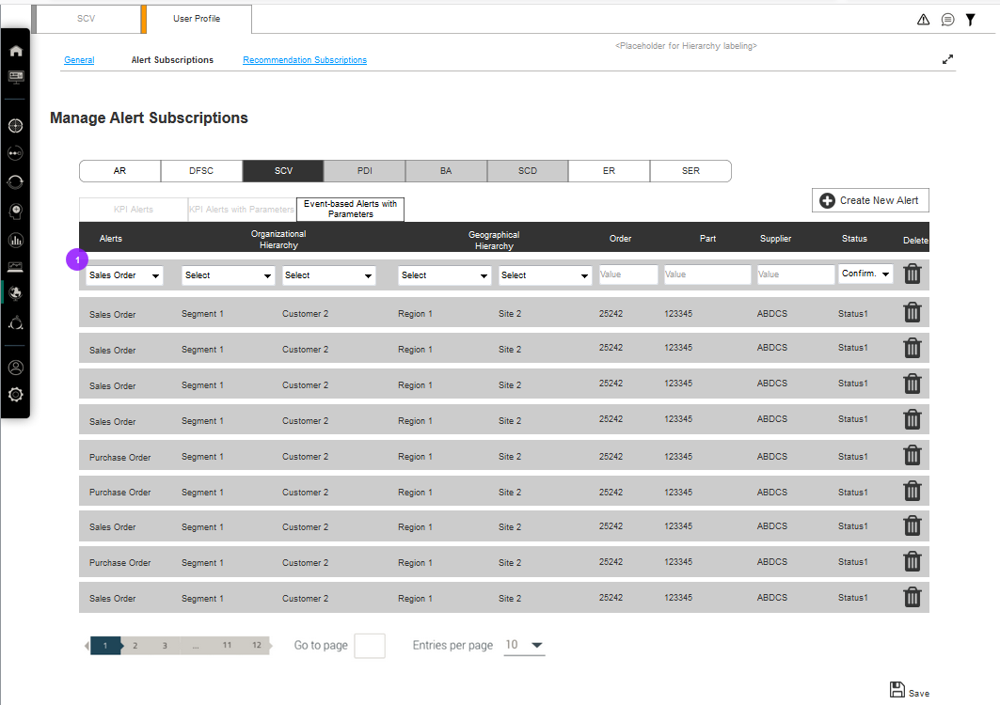 SCV User Profile
<Placeholder for Hierarchy labeling>
General Alert Subscriptions Recommendation Subscriptions
Manage Alert Subscriptions
AR DFSC SCV PDI BA SCD ER SER
KPI Alerts KPI Alerts with Parameters Event-based Alerts with
Parameters
Create New Alert
Alerts Organizational
Hierarchy Geographical
Hierarchy Order Part Supplier Status Delete
1
Sales Order Select Select Select Select Value Value Value Confirm.
Sales Order Segment 1 Customer 2 Region 1 Site 2 25242 123345 ABDCS Status1
Sales Order Segment 1 Customer 2 Region 1 Site 2 25242 123345 ABDCS Status1
Sales Order Segment 1 Customer 2 Region 1 Site 2 25242 123345 ABDCS Status1
Sales Order Segment 1 Customer 2 Region 1 Site 2 25242 123345 ABDCS Status1
Purchase Order Segment 1 Customer 2 Region 1 Site 2 25242 123345 ABDCS Status1
Purchase Order Segment 1 Customer 2 Region 1 Site 2 25242 123345 ABDCS Status1
Sales Order Segment 1 Customer 2 Region 1 Site 2 25242 123345 ABDCS Status1
Purchase Order Segment 1 Customer 2 Region 1 Site 2 25242 123345 ABDCS Status1
Sales Order Segment 1 Customer 2 Region 1 Site 2 25242 123345 ABDCS Status1
1 2 3 ... 11 12 Go to page Entries per page 10
Save